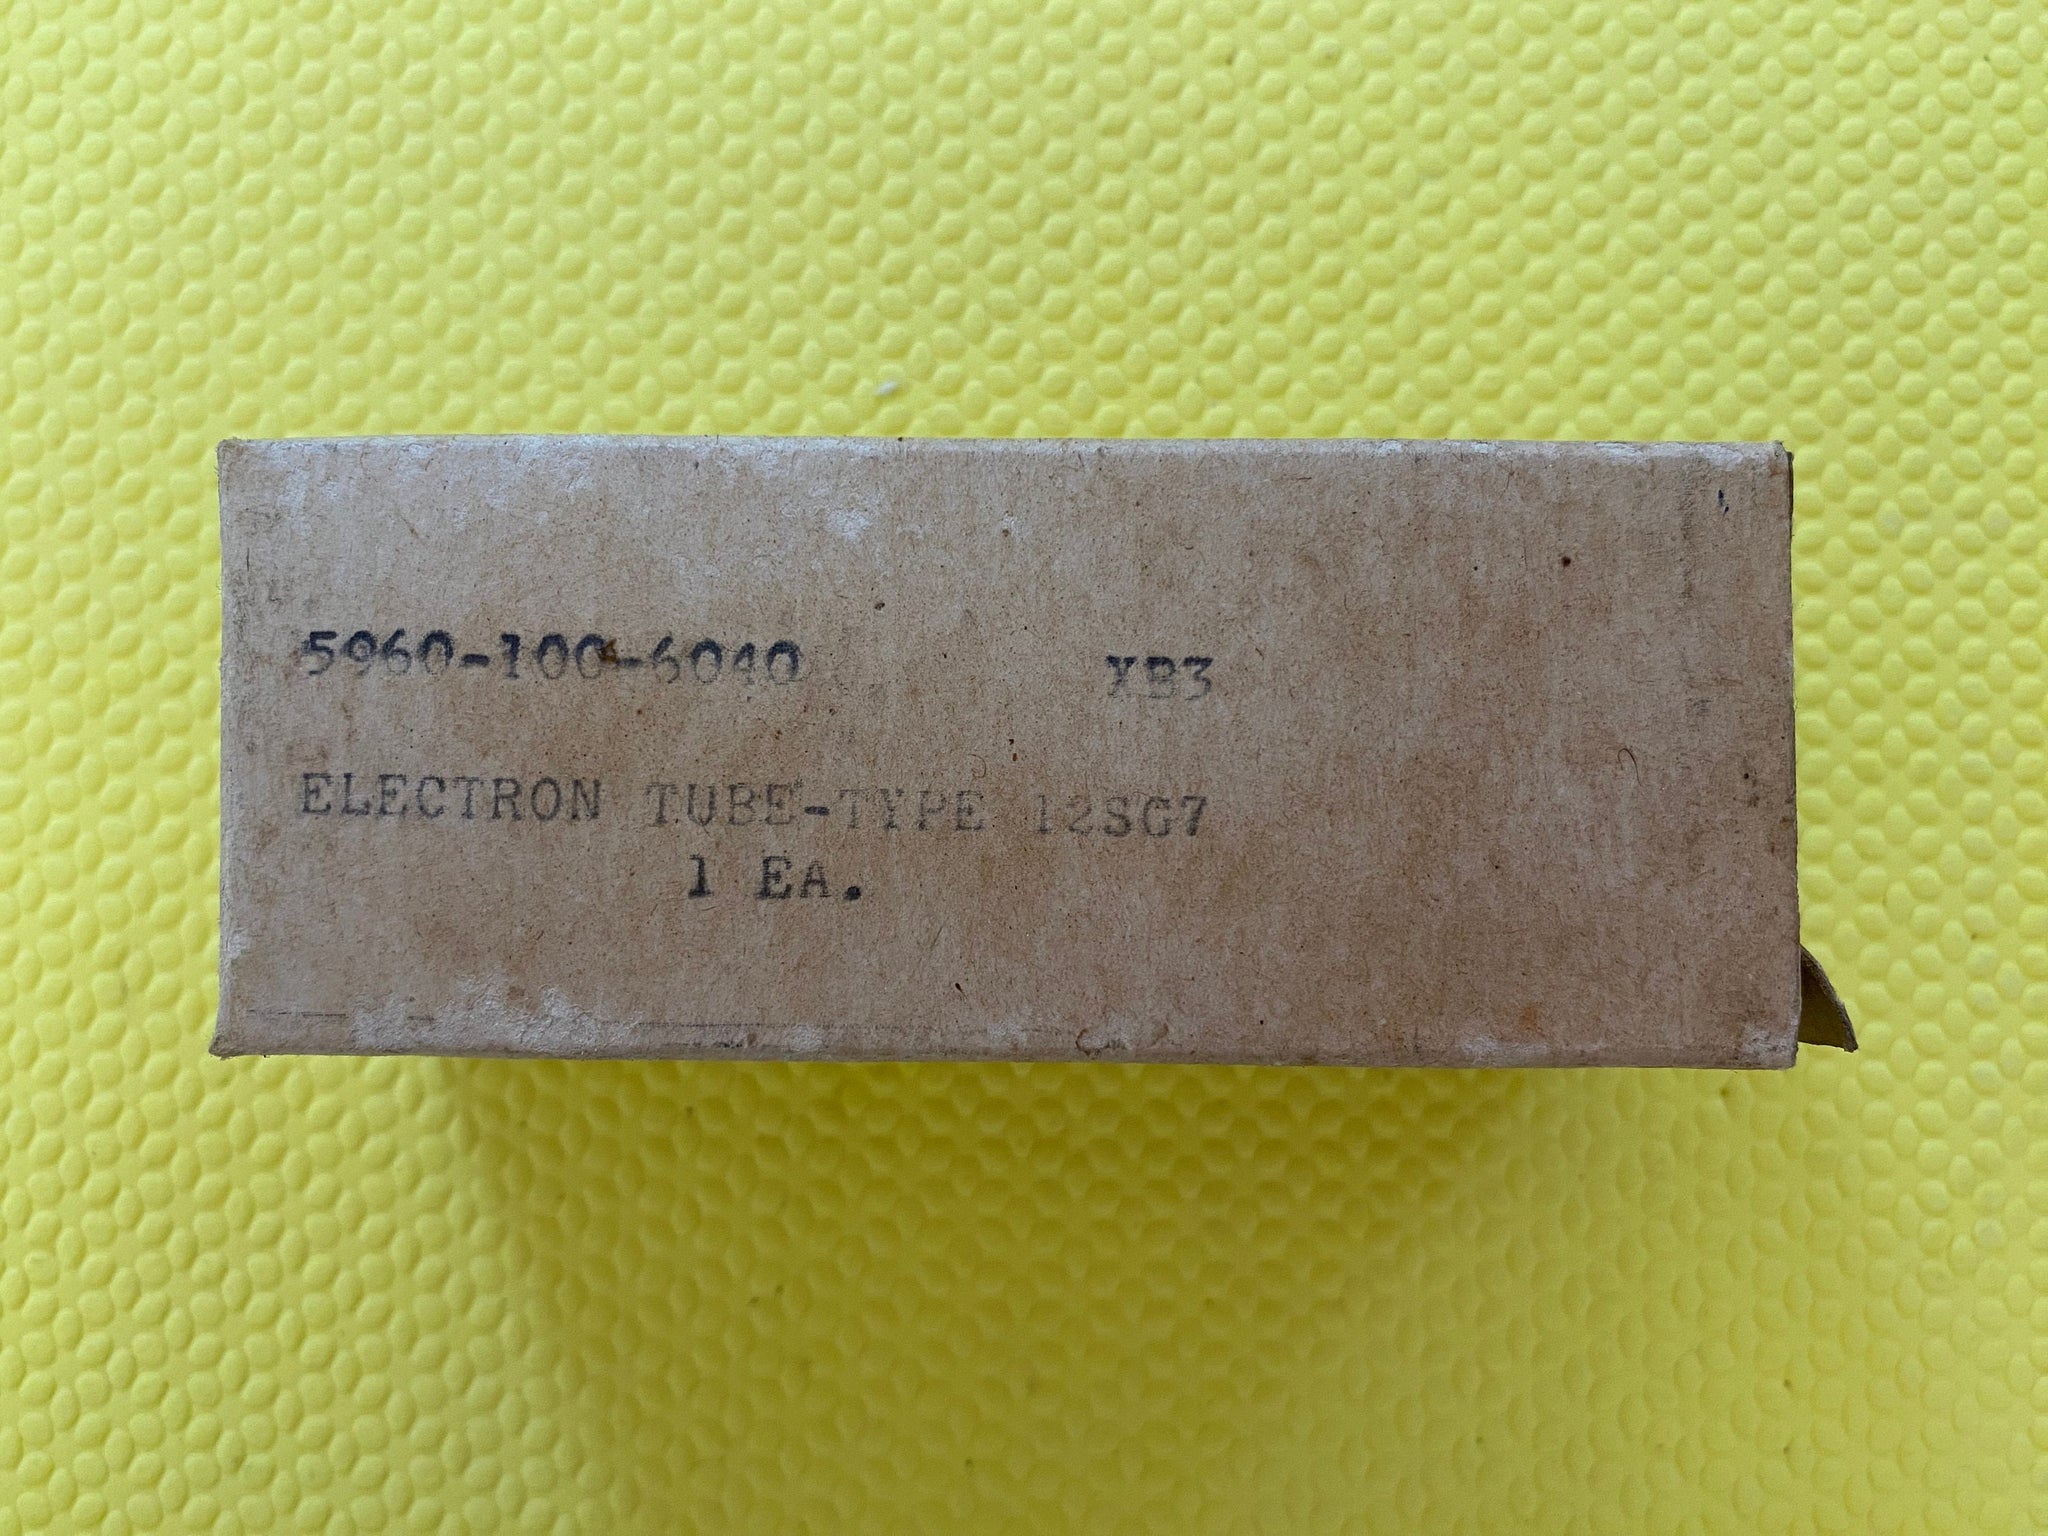 5960-100-6040 XB3
ELECTRON TUBE-TYPE 12SG7
1 EA.